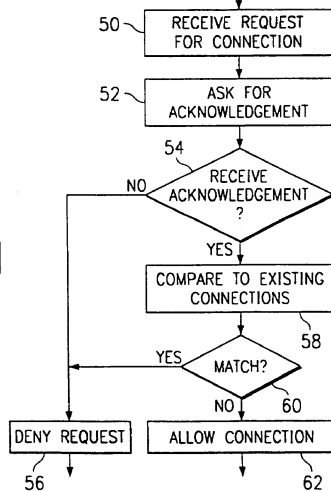 50
RECEIVE REQUEST
FOR CONNECTION
52
ASK FOR
ACKNOWLEDGEMENT
54
NO
RECEIVE
ACKNOWLEDGEMENT
?
YES
COMPARE TO EXISTING
CONNECTIONS
58
YES
MATCH?
NO
60
DENY REQUEST
ALLOW CONNECTION
56
62